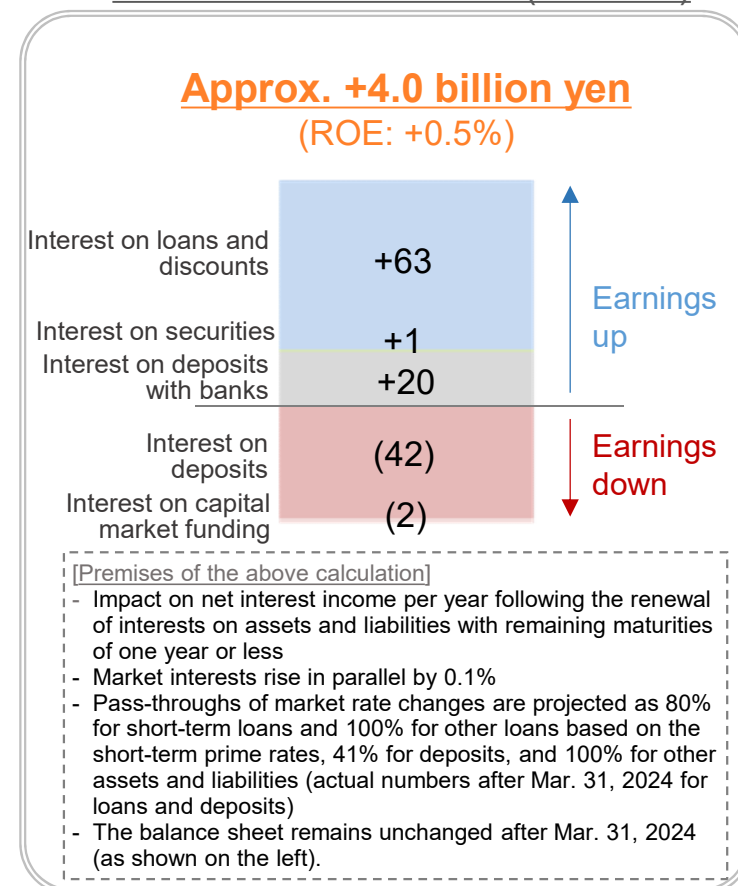 Approx. +4.0 billion yen
(ROE: +0.5%)
Interest on loans and
discounts
+63
Interest on securities
+1
Interest on deposits
with banks
+20
Earnings
up
Interest on
deposits
(42)
Interest on capital
market funding
(2)
Earnings
down
[Premises of the above calculation]
- Impact on net interest income per year following the renewal
of interests on assets and liabilities with remaining maturities
of one year or less
- Market interests rise in parallel by 0.1%
- Pass-throughs of market rate changes are projected as 80%
for short-term loans and 100% for other loans based on the
short-term prime rates, 41% for deposits, and 100% for other
assets and liabilities (actual numbers after Mar. 31, 2024 for
loans and deposits)
- The balance sheet remains unchanged after Mar. 31, 2024
(as shown on the left).